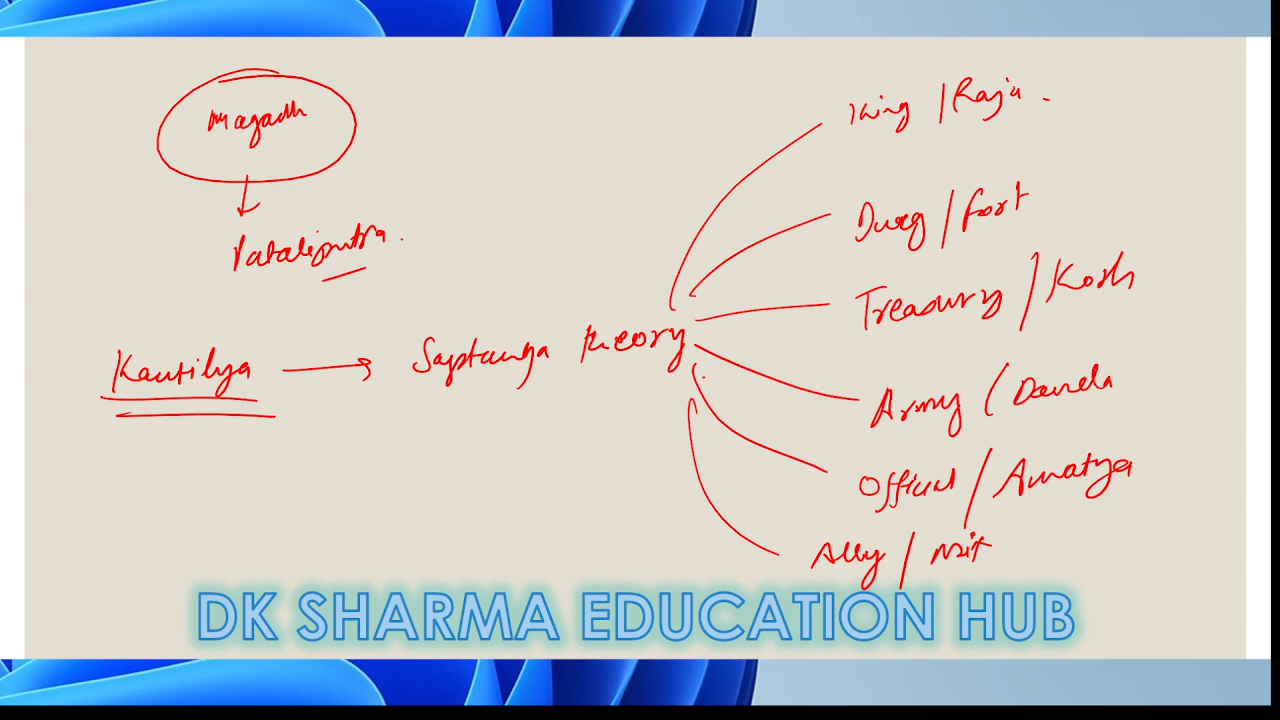 Magadh
Pataliputra.
Kautilya → Saptanga theory
King / Raja.
Durg / fort
Treasury / Kosh
Army / Danda
Official / Amatya
Ally / Mit
DK SHARMA EDUCATION HUB